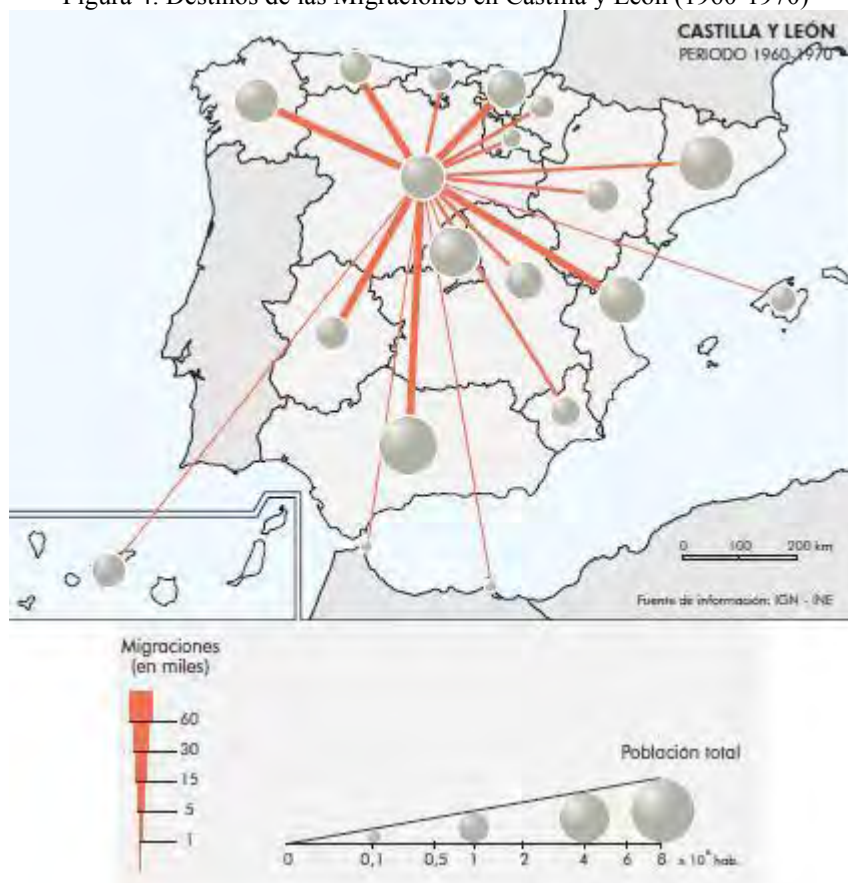 Figura 4. Destinos de las Migraciones en Castilla y León (1960-1970)
CASTILLA Y LEÓN
PERIODO 1960-1970
0 100 200 km
Fuente de información: IGN - INE
Migraciones
(en miles)
60
30
15
5
1
Población total
0 0,1 0,5 1 2 4 6 8 x 10⁶ hab.